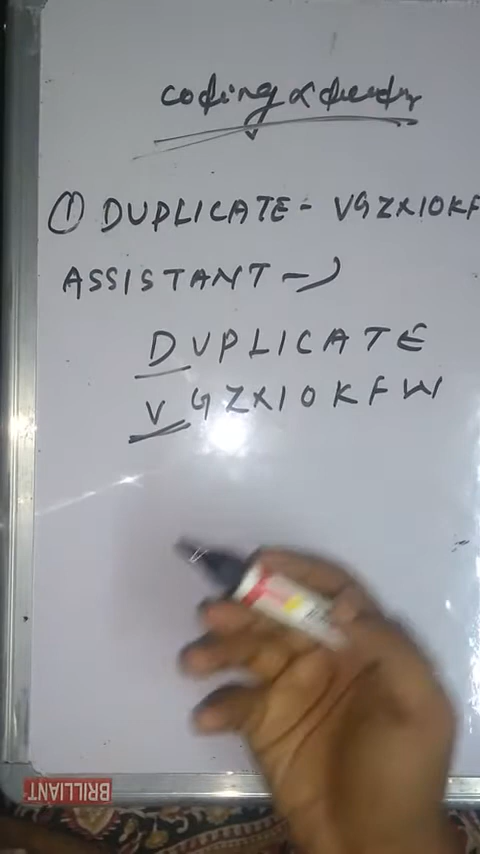 coding & decoding
① DUPLICATE - VGZXIOKF
ASSISTANT -
DUPLICATE
VGZXIOKFW
BRILLIANT